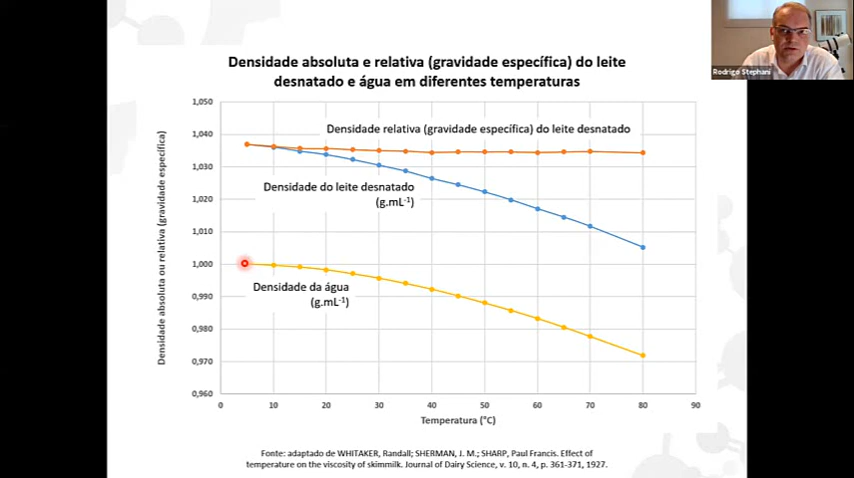 Rodrigo Stephani
Densidade absoluta e relativa (gravidade específica) do leite
desnatado e água em diferentes temperaturas
Densidade absoluta ou relativa (gravidade específica)
1,050
1,040
1,030
1,020
1,010
1,000
0,990
0,980
0,970
0,960
Densidade relativa (gravidade específica) do leite desnatado
Densidade do leite desnatado
(g.mL-1)
Densidade da água
(g.mL-1)
0 10 20 30 40 50 60 70 80 90
Temperatura (°C)
Fonte: adaptado de WHITAKER, Randall; SHERMAN, J. M.; SHARP, Paul Francis. Effect of
temperature on the viscosity of skimmilk. Journal of Dairy Science, v. 10, n. 4, p. 361-371, 1927.